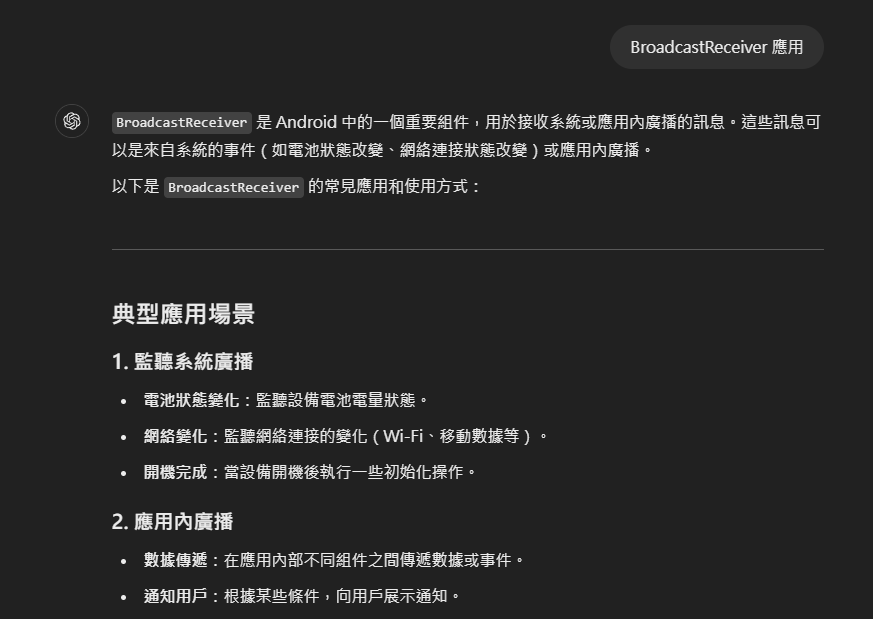 BroadcastReceiver 應用
BroadcastReceiver 是 Android 中的一個重要組件，用於接收系統或應用內廣播的訊息。這些訊息可
以是來自系統的事件（如電池狀態改變、網絡連接狀態改變）或應用內廣播。
以下是 BroadcastReceiver 的常見應用和使用方式：
典型應用場景
1. 監聽系統廣播
• 電池狀態變化：監聽設備電池電量狀態。
• 網絡變化：監聽網絡連接的變化（Wi-Fi、移動數據等）。
• 開機完成：當設備開機後執行一些初始化操作。
2. 應用內廣播
• 數據傳遞：在應用內部不同組件之間傳遞數據或事件。
• 通知用戶：根據某些條件，向用戶展示通知。